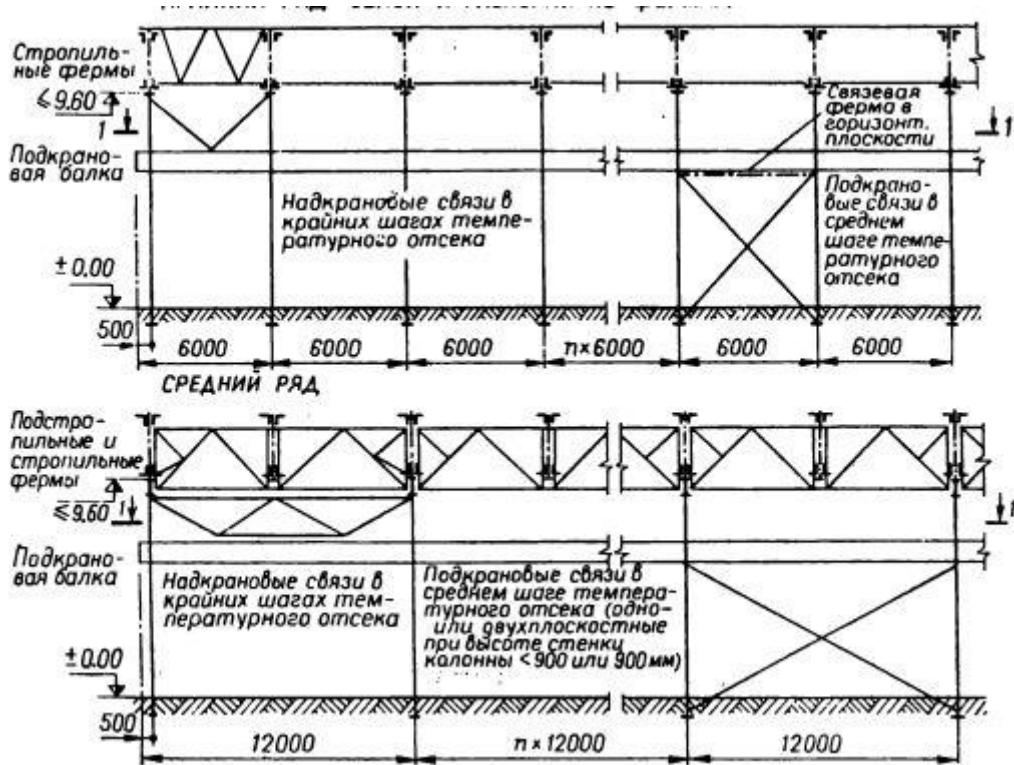 Стропиль-
ные фермы
≤9.60
1
Подкрано-
вая балка
Надкрановые связи в
крайних шагах темпе-
ратурного отсека
Связевая
ферма в
горизонт.
плоскости
1
Подкрано-
вые связи в
среднем
шаге темпе-
ратурного
отсека
±0.00
500
6000 6000 6000 n×6000 6000 6000
СРЕДНИЙ РЯД
Подстро-
пильные и
стропильные
фермы
≤9.60
1
1
Подкрано-
вая балка
Надкрановые связи в
крайних шагах тем-
пературного отсека
Подкрановые связи в
среднем шаге темпера-
турного отсека (одно-
или двухплоскостные
при высоте стенки
колонны <900 или 900мм)
±0.00
500
12000 n×12000 12000